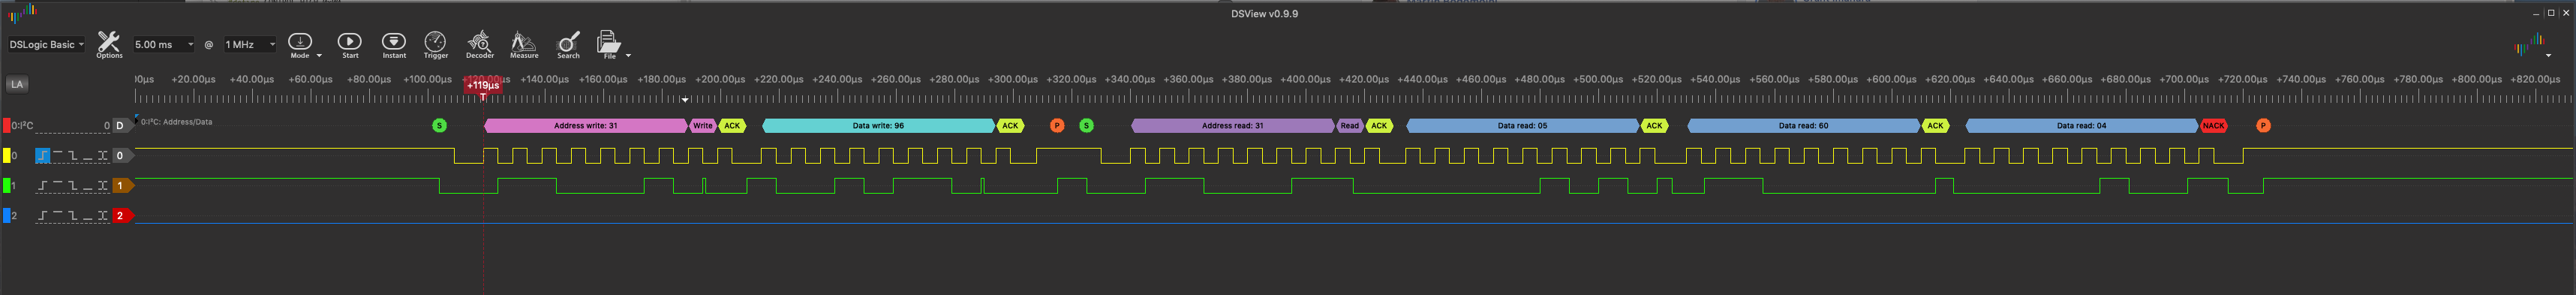 DSView v0.9.9
DSLogic Basic 5.00 ms @ 1 MHz
Options Mode Start Instant Trigger Decoder Measure Search File
LA
+20.00µs +40.00µs +60.00µs +80.00µs +100.00µs +140.00µs +160.00µs +180.00µs +200.00µs +220.00µs +240.00µs +260.00µs +280.00µs +300.00µs +320.00µs +340.00µs +360.00µs +380.00µs +400.00µs +420.00µs +440.00µs +460.00µs +480.00µs +500.00µs +520.00µs +540.00µs +560.00µs +580.00µs +600.00µs +620.00µs +640.00µs +660.00µs +680.00µs +700.00µs +720.00µs +740.00µs +760.00µs +780.00µs +800.00µs +820.00µs
+119µs
T
0:I²C 0 D 0:I²C: Address/Data S Address write: 31 Write ACK Data write: 96 ACK P S Address read: 31 Read ACK Data read: 05 ACK Data read: 60 ACK Data read: 04 NACK P
0 0
1 1
2 2